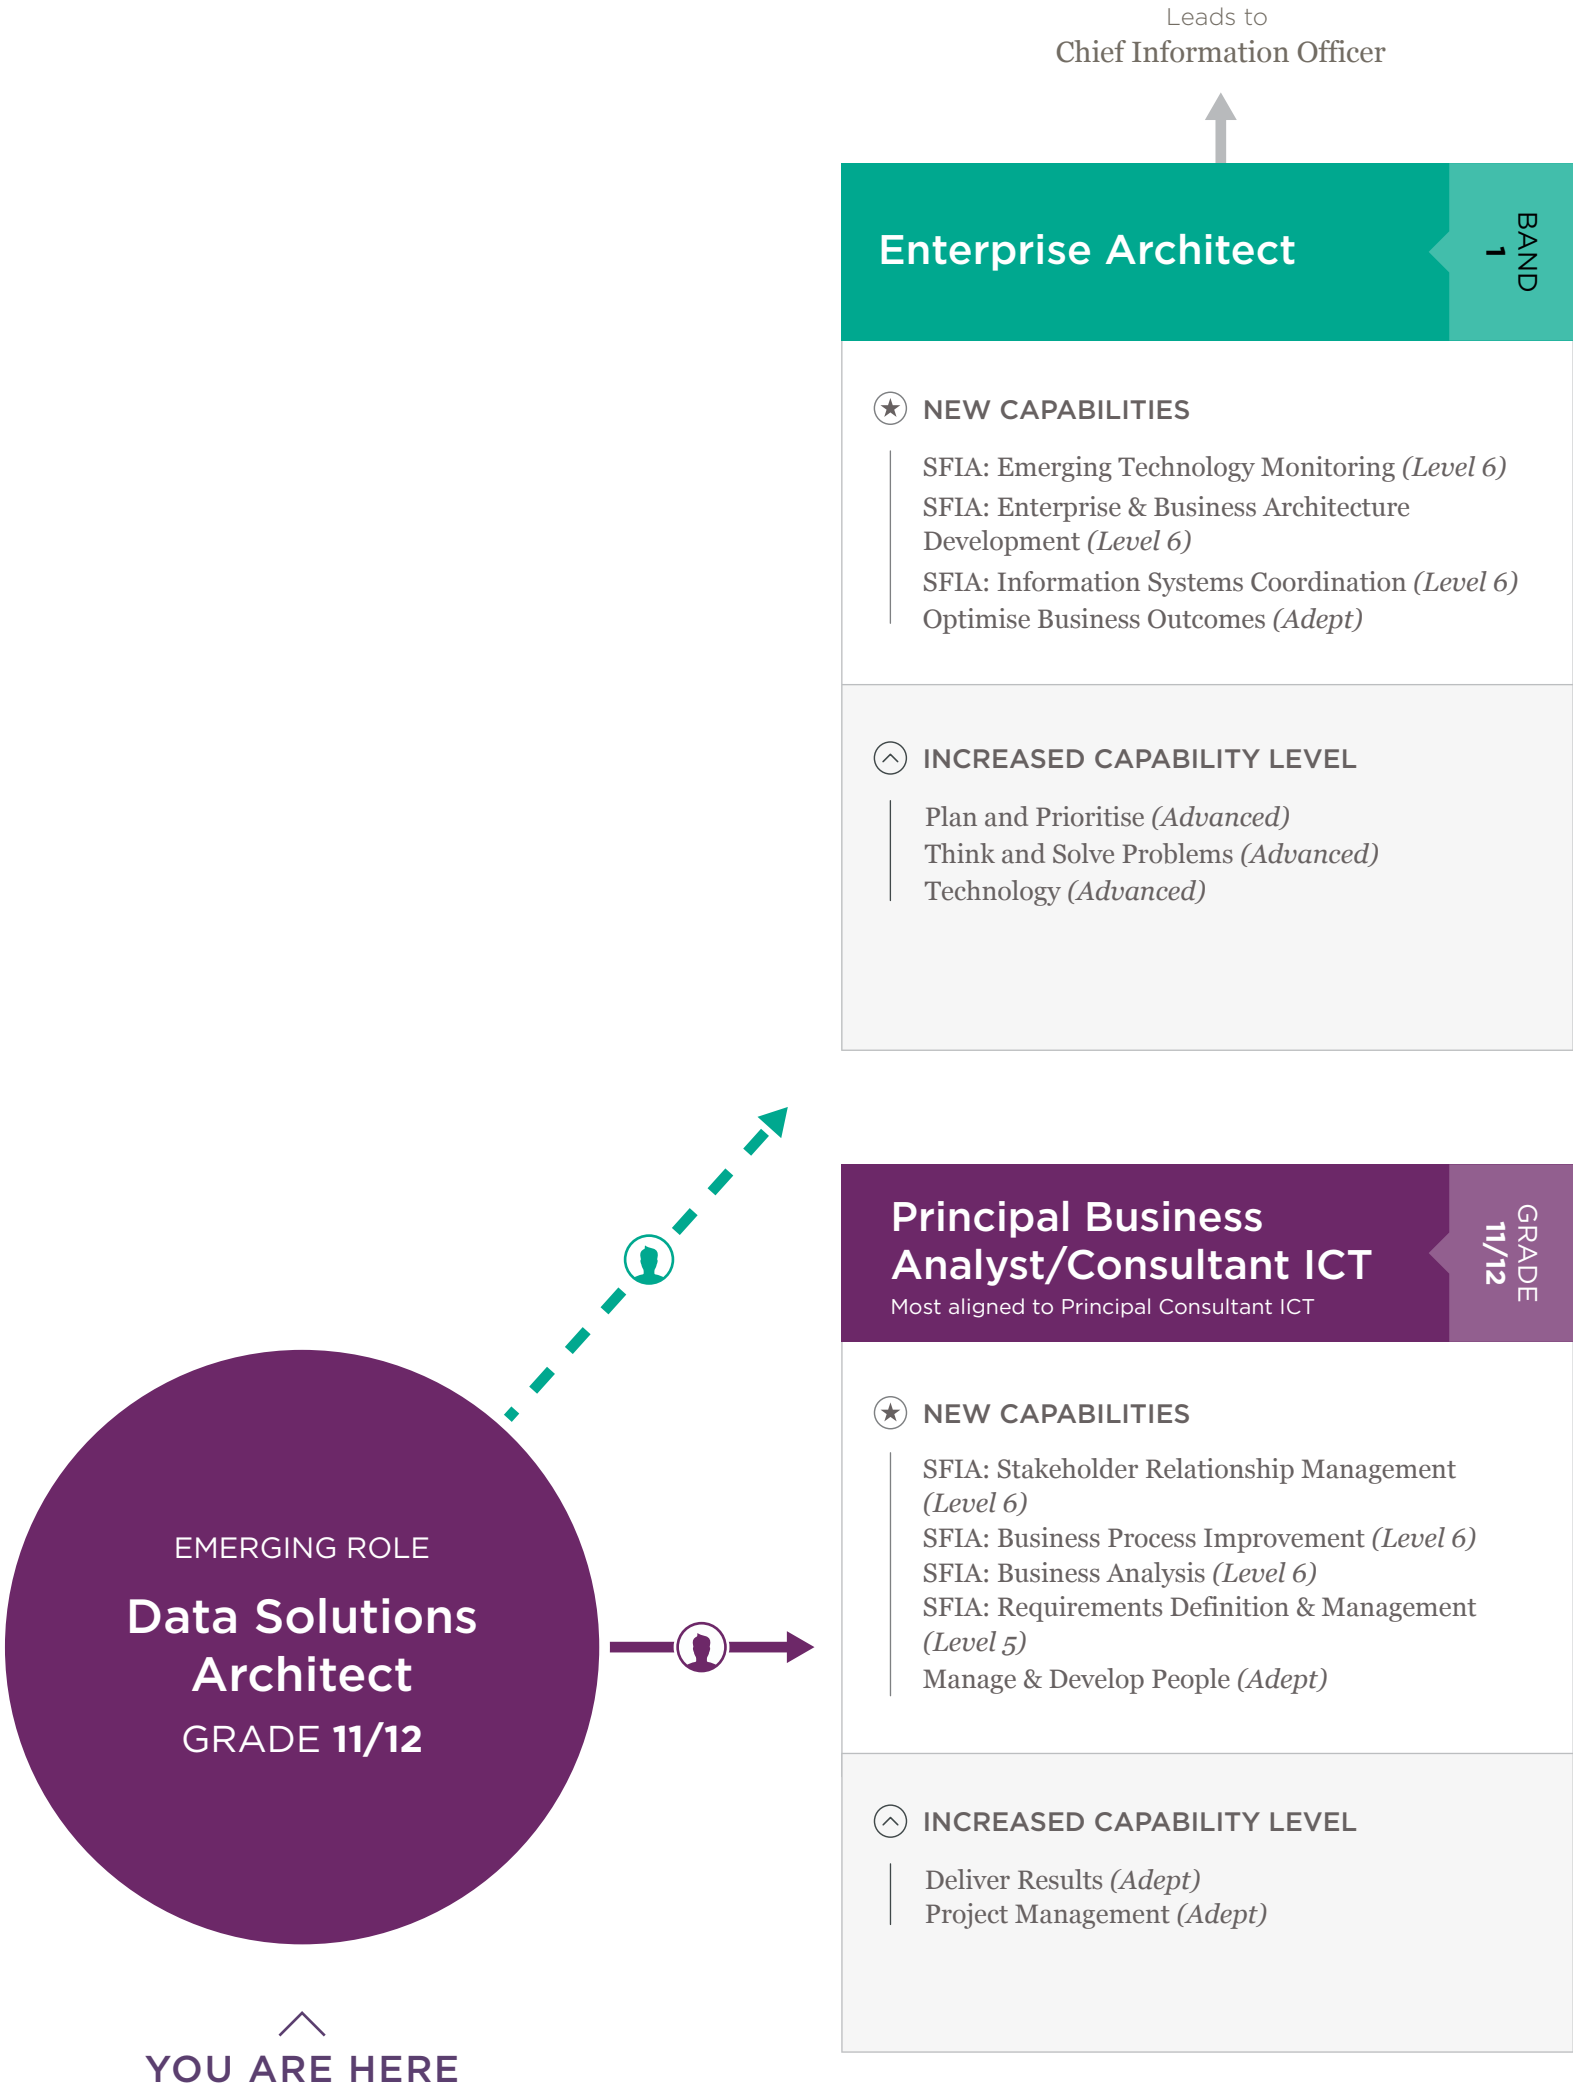 Leads to
Chief Information Officer
Enterprise Architect
BAND
1
NEW CAPABILITIES
SFIA: Emerging Technology Monitoring (Level 6)
SFIA: Enterprise & Business Architecture
Development (Level 6)
SFIA: Information Systems Coordination (Level 6)
Optimise Business Outcomes (Adept)
INCREASED CAPABILITY LEVEL
Plan and Prioritise (Advanced)
Think and Solve Problems (Advanced)
Technology (Advanced)
Principal Business
Analyst/Consultant ICT
Most aligned to Principal Consultant ICT
GRADE
11/12
NEW CAPABILITIES
SFIA: Stakeholder Relationship Management
(Level 6)
SFIA: Business Process Improvement (Level 6)
SFIA: Business Analysis (Level 6)
SFIA: Requirements Definition & Management
(Level 5)
Manage & Develop People (Adept)
INCREASED CAPABILITY LEVEL
Deliver Results (Adept)
Project Management (Adept)
EMERGING ROLE
Data Solutions
Architect
GRADE 11/12
YOU ARE HERE